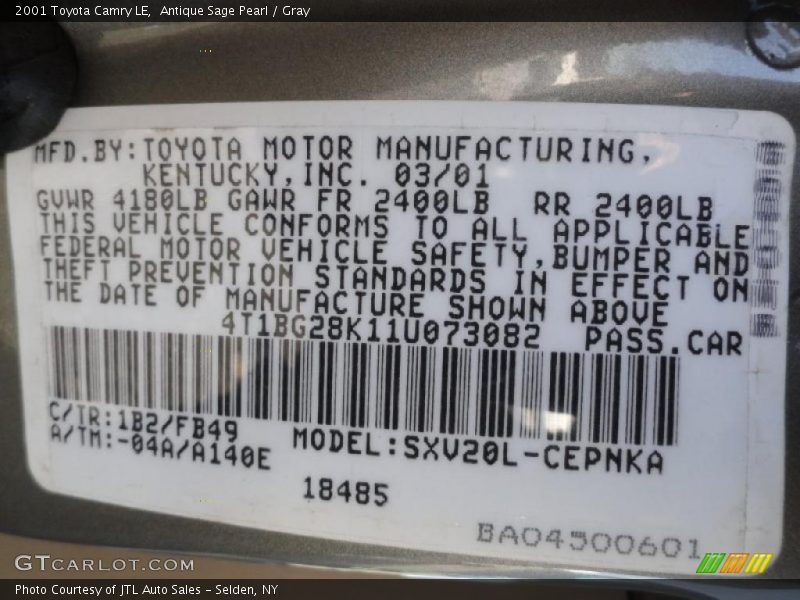 2001 Toyota Camry LE,  Antique Sage Pearl / Gray
MFD.BY:TOYOTA MOTOR MANUFACTURING,
KENTUCKY,INC. 03/01
GVWR 4180LB GAWR FR 2400LB RR 2400LB
THIS VEHICLE CONFORMS TO ALL APPLICABLE
FEDERAL MOTOR VEHICLE SAFETY,BUMPER AND
THEFT PREVENTION STANDARDS IN EFFECT ON
THE DATE OF MANUFACTURE SHOWN ABOVE
4T1BG28K11U073082 PASS.CAR
C/TR:1B2/FB49
A/TM:-04A/A140E
MODEL:SXV20L-CEPNKA
18485
BA04500601
GTCARLOT.COM
Photo Courtesy of JTL Auto Sales - Selden, NY